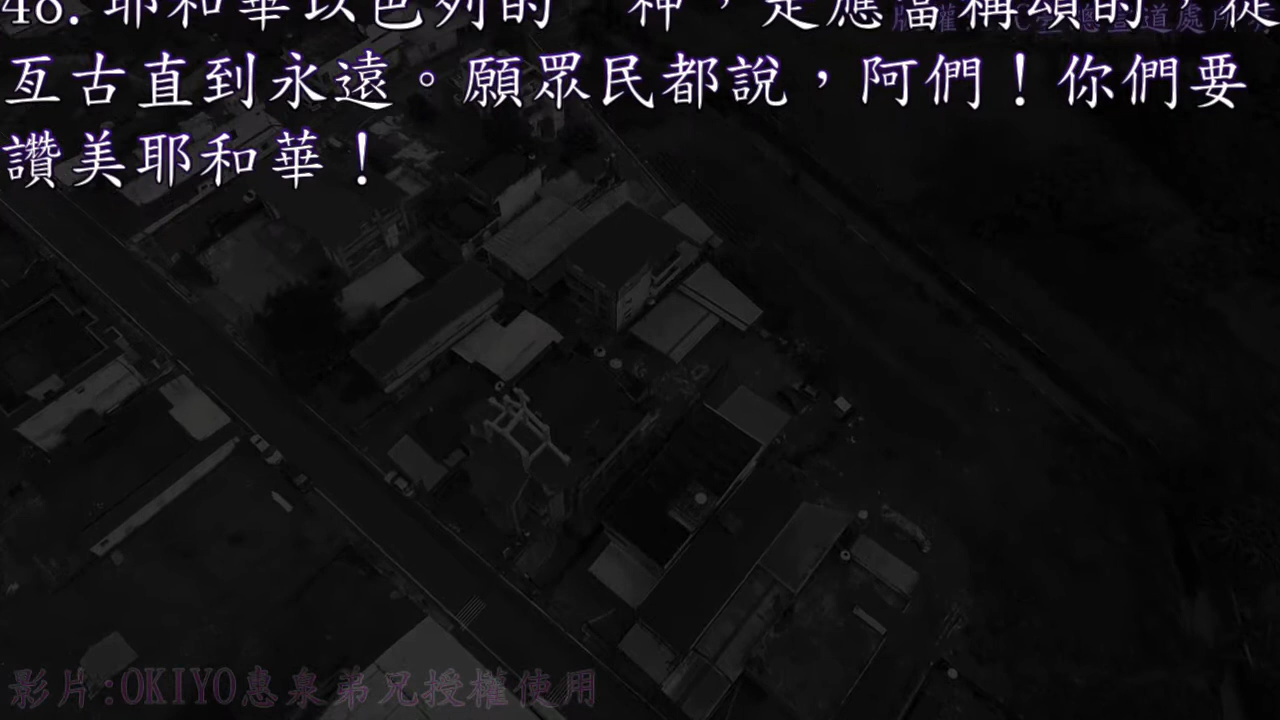 48.耶和華以色列的　神，是應當稱頌的，從
亙古直到永遠。願眾民都說，阿們！你們要
讚美耶和華！
影片:OKIYO惠泉弟兄授權使用